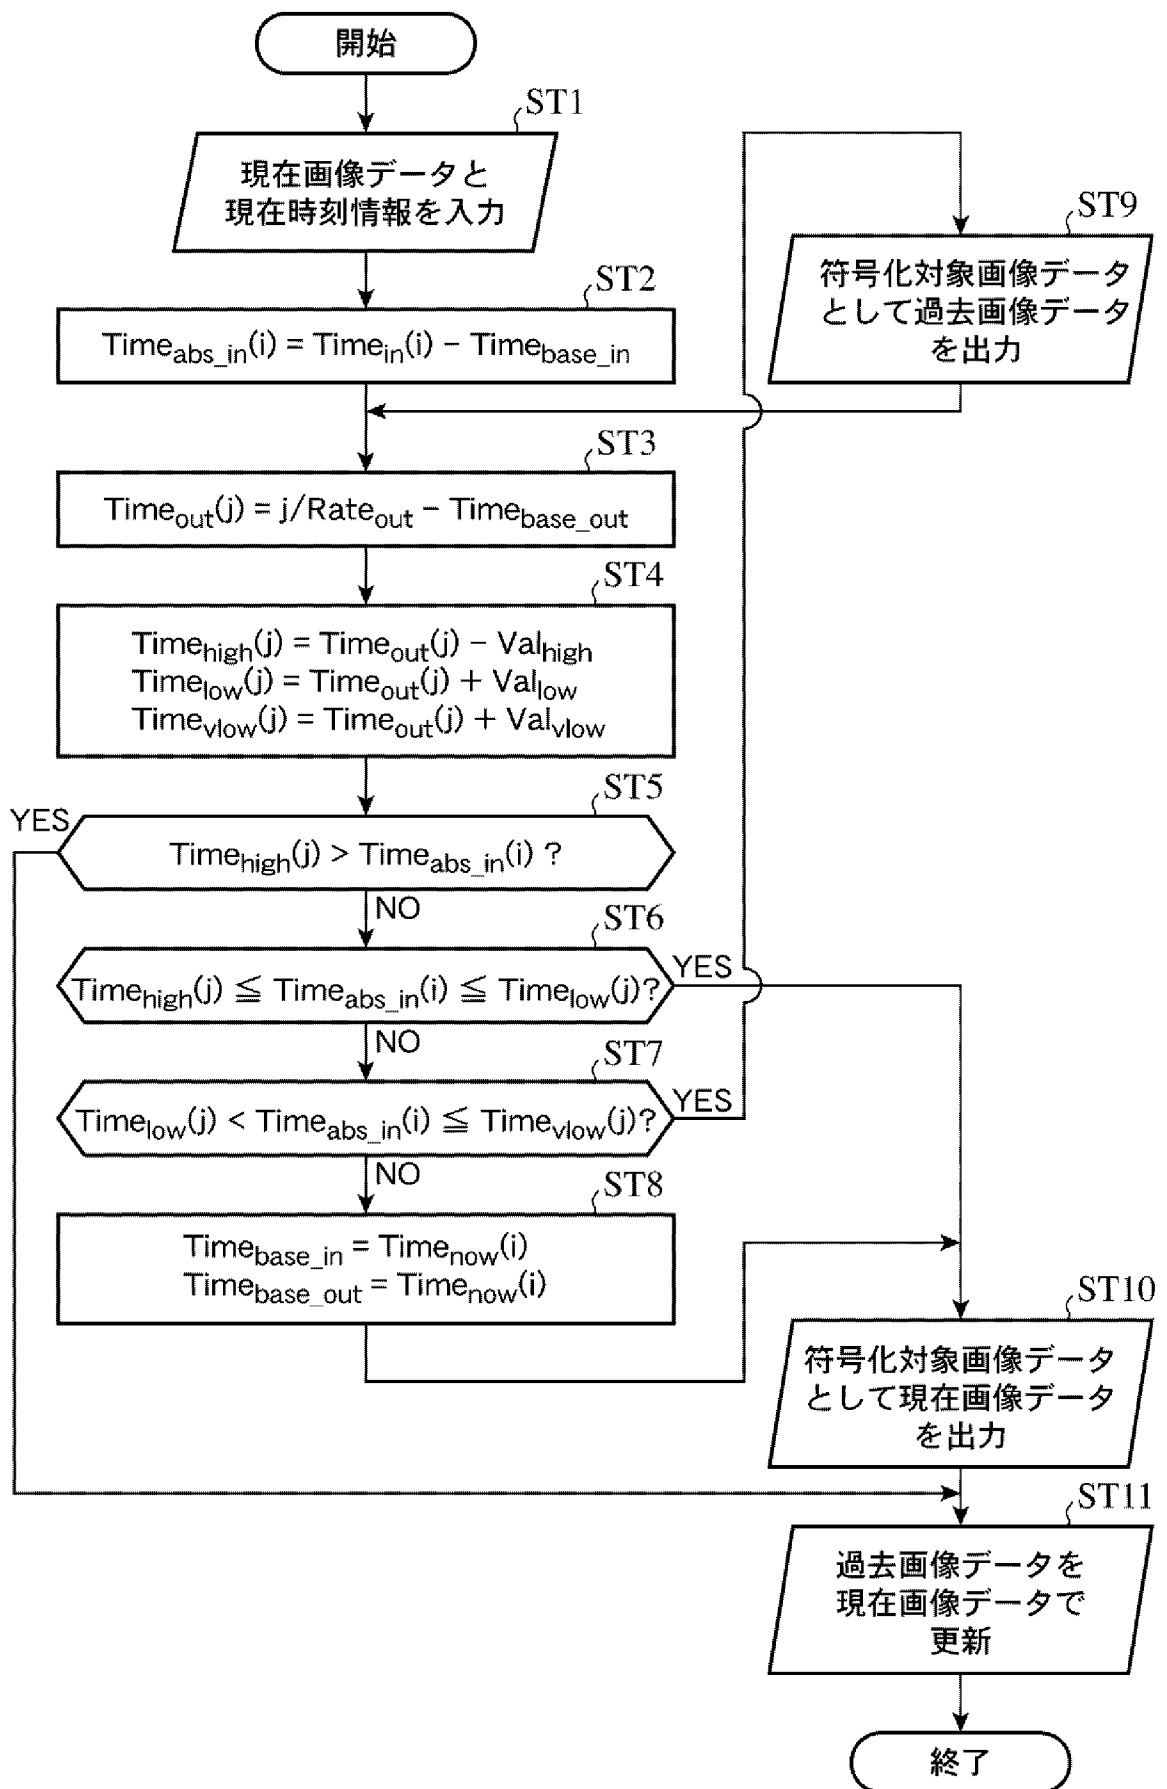 開始
ST1
現在画像データと
現在時刻情報を入力
ST2
Time_abs_in(i) = Time_in(i) - Time_base_in
ST3
Time_out(j) = j/Rate_out - Time_base_out
ST4
Time_high(j) = Time_out(j) - Val_high
Time_low(j) = Time_out(j) + Val_low
Time_vlow(j) = Time_out(j) + Val_vlow
ST5
YES
Time_high(j) > Time_abs_in(i) ?
NO
ST6
Time_high(j) ≦ Time_abs_in(i) ≦ Time_low(j)?
YES
NO
ST7
Time_low(j) < Time_abs_in(i) ≦ Time_vlow(j)?
YES
NO
ST8
Time_base_in = Time_now(i)
Time_base_out = Time_now(i)
ST9
符号化対象画像データ
として過去画像データ
を出力
ST10
符号化対象画像データ
として現在画像データ
を出力
ST11
過去画像データを
現在画像データで
更新
終了